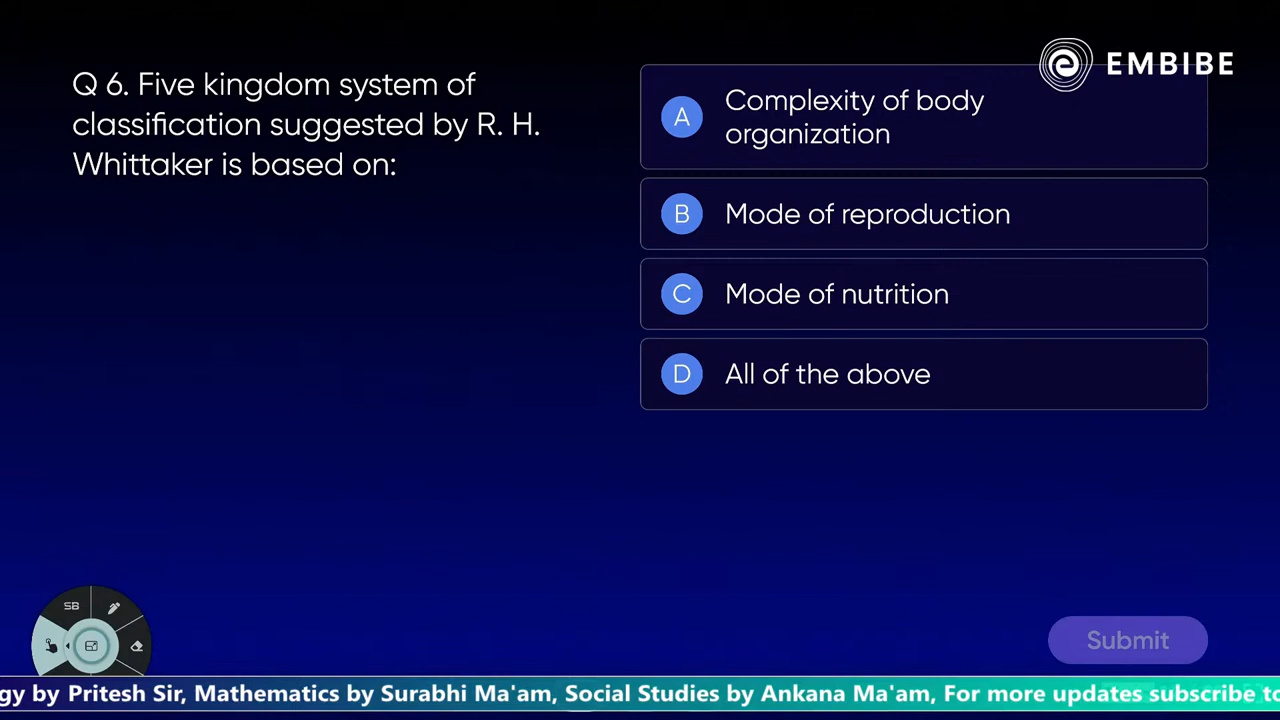 EMBIBE
Q 6. Five kingdom system of
classification suggested by R. H.
Whittaker is based on:
A Complexity of body
organization
B Mode of reproduction
C Mode of nutrition
D All of the above
SB
Submit
gy by Pritesh Sir, Mathematics by Surabhi Ma'am, Social Studies by Ankana Ma'am, For more updates subscribe to